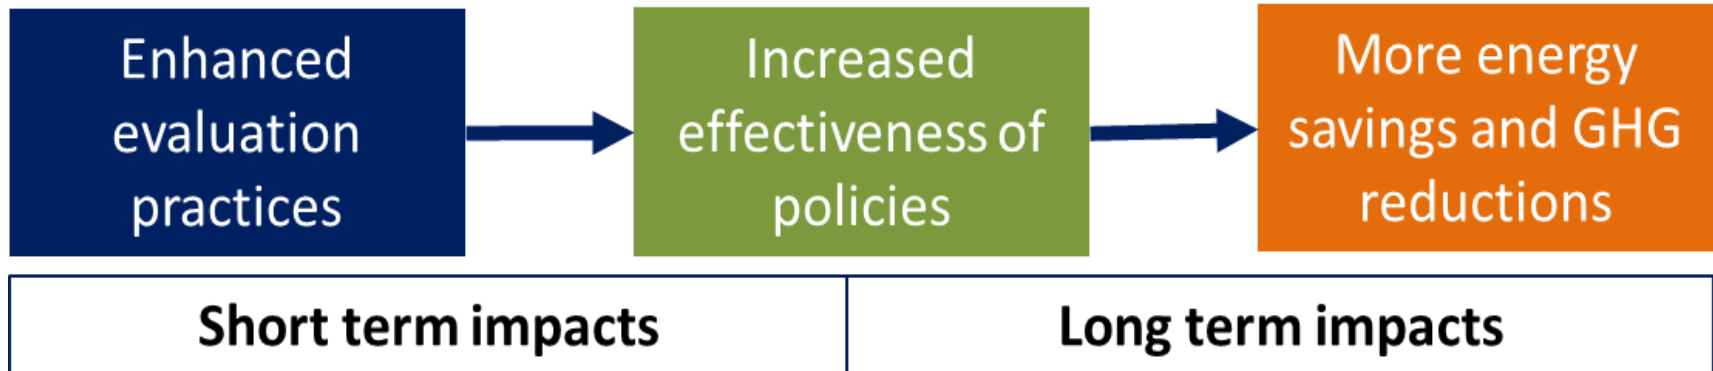 Enhanced
evaluation
practices
Increased
effectiveness of
policies
More energy
savings and GHG
reductions
Short term impacts
Long term impacts